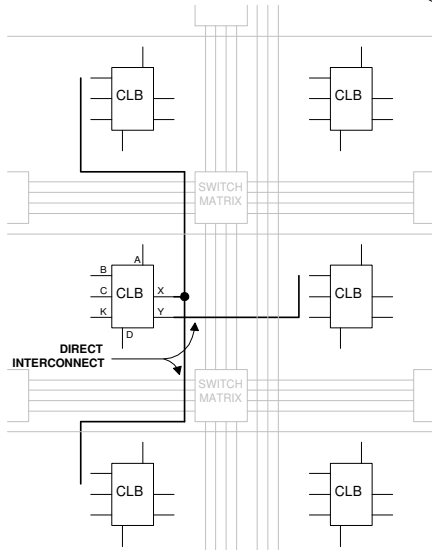 CLB
CLB
SWITCH
MATRIX
A
B
C
CLB
X
K
Y
D
CLB
DIRECT
INTERCONNECT
SWITCH
MATRIX
CLB
CLB